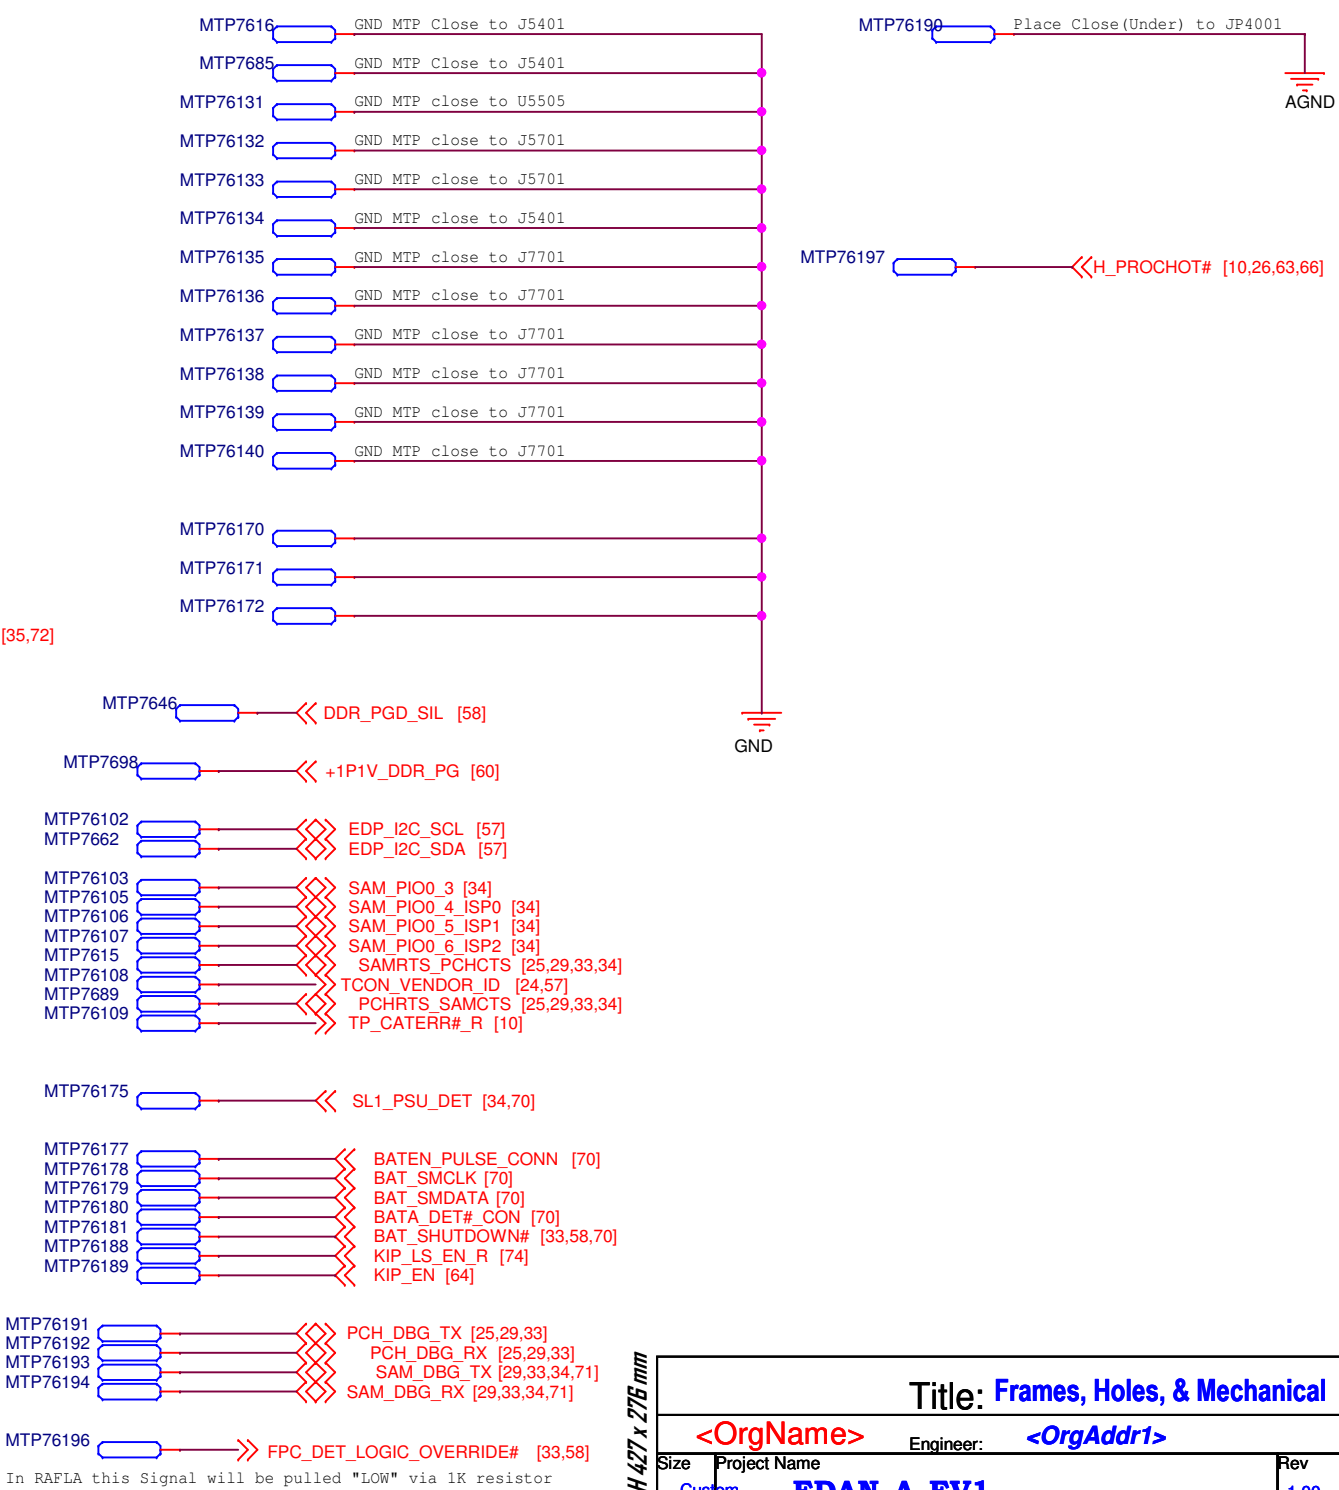 MTP7616 GND MTP Close to J5401
MTP7685 GND MTP Close to J5401
MTP76131 GND MTP close to U5505
MTP76132 GND MTP close to J5701
MTP76133 GND MTP close to J5701
MTP76134 GND MTP close to J5401
MTP76135 GND MTP close to J7701
MTP76136 GND MTP close to J7701
MTP76137 GND MTP close to J7701
MTP76138 GND MTP close to J7701
MTP76139 GND MTP close to J7701
MTP76140 GND MTP close to J7701
MTP76170
MTP76171
MTP76172
GND
MTP76190 Place Close(Under) to JP4001
AGND
MTP76197 H_PROCHOT# [10,26,63,66]
[35,72]
MTP7646 DDR_PGD_SIL [58]
MTP7698 +1P1V_DDR_PG [60]
MTP76102 EDP_I2C_SCL [57]
MTP7662 EDP_I2C_SDA [57]
MTP76103 SAM_PIO0_3 [34]
MTP76105 SAM_PIO0_4_ISP0 [34]
MTP76106 SAM_PIO0_5_ISP1 [34]
MTP76107 SAM_PIO0_6_ISP2 [34]
MTP7615 SAMRTS_PCHCTS [25,29,33,34]
MTP76108 TCON_VENDOR_ID [24,57]
MTP7689 PCHRTS_SAMCTS [25,29,33,34]
MTP76109 TP_CATERR#_R [10]
MTP76175 SL1_PSU_DET [34,70]
MTP76177 BATEN_PULSE_CONN [70]
MTP76178 BAT_SMCLK [70]
MTP76179 BAT_SMDATA [70]
MTP76180 BATA_DET#_CON [70]
MTP76181 BAT_SHUTDOWN# [33,58,70]
MTP76188 KIP_LS_EN_R [74]
MTP76189 KIP_EN [64]
MTP76191 PCH_DBG_TX [25,29,33]
MTP76192 PCH_DBG_RX [25,29,33]
MTP76193 SAM_DBG_TX [29,33,34,71]
MTP76194 SAM_DBG_RX [29,33,34,71]
MTP76196 FPC_DET_LOGIC_OVERRIDE# [33,58]
In RAFLA this Signal will be pulled "LOW" via 1K resistor
H 427 x 276 mm
Title: Frames, Holes, & Mechanical
<OrgName> Engineer: <OrgAddr1>
Size Project Name Rev
Custom